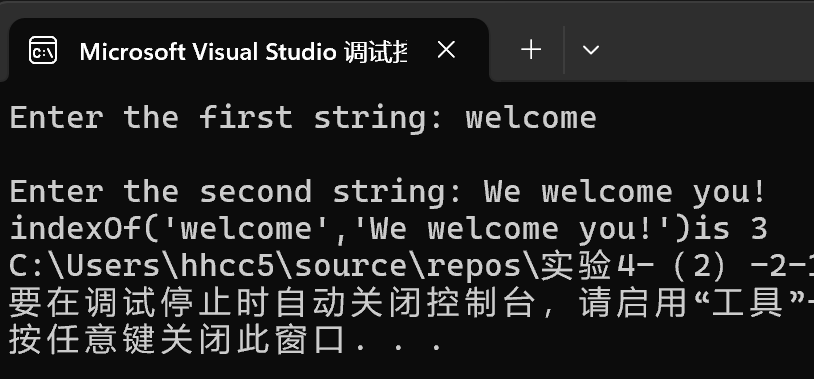 Microsoft Visual Studio 调试控
Enter the first string: welcome
Enter the second string: We welcome you!
indexOf('welcome','We welcome you!')is 3
C:\Users\hhcc5\source\repos\实验4-（2）-2-1
要在调试停止时自动关闭控制台，请启用“工具”-
按任意键关闭此窗口. . .